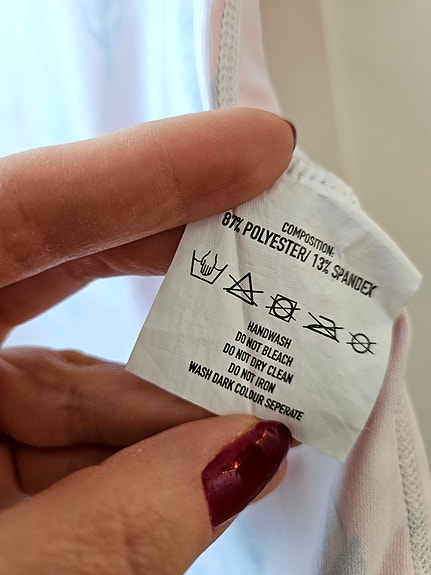 COMPOSITION:
87% POLYESTER/ 13% SPANDEX
HANDWASH
DO NOT BLEACH
DO NOT DRY CLEAN
DO NOT IRON
WASH DARK COLOUR SEPERATE